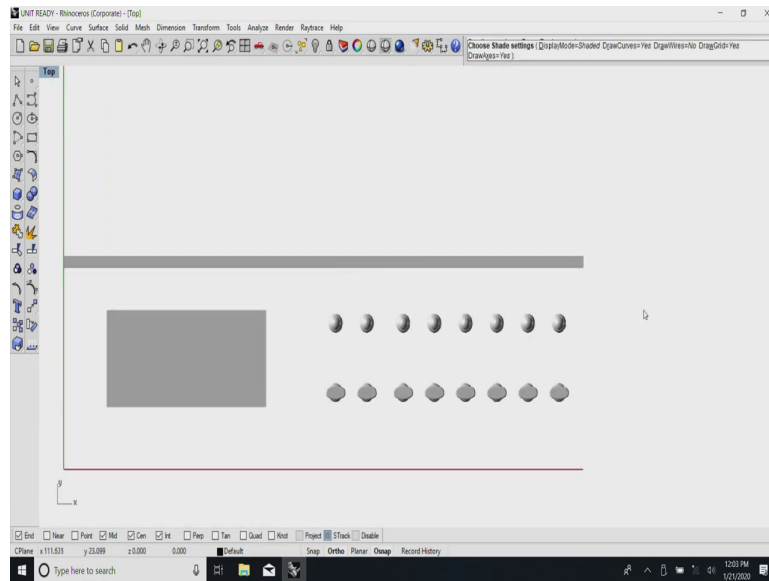 UNIT READY - Rhinoceros (Corporate) - [Top]
File Edit View Curve Surface Solid Mesh Dimension Transform Tools Analyze Render Raytrace Help
Choose Shade settings ( DisplayMode=Shaded DrawCurves=Yes DrawWires=No DrawGrid=Yes
DrawAxes=Yes ):
Top
y
x
End Near Point Mid Cen Int Perp Tan Quad Knot Project STrack Disable
CPlane x 111.631 y 23.099 z 0.000 0.000 Default Snap Ortho Planar Osnap Record History
Type here to search
12:03 PM
1/21/2020